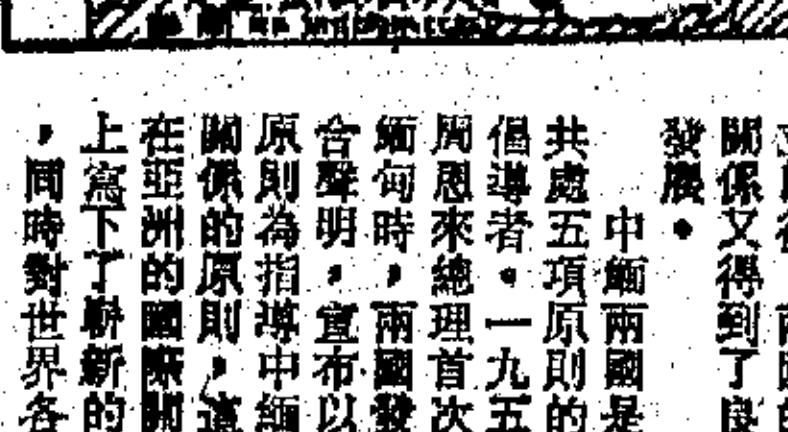 關係又得到了良
發展。
中緬兩國是
共處五項原則的
倡導者。一九五
周恩來總理首次
緬甸時，兩國發
合聲明，宣布以
原則為指導中緬
關係的原則，這
在亞洲的國際關
上寫下了嶄新的
，同時對世界各